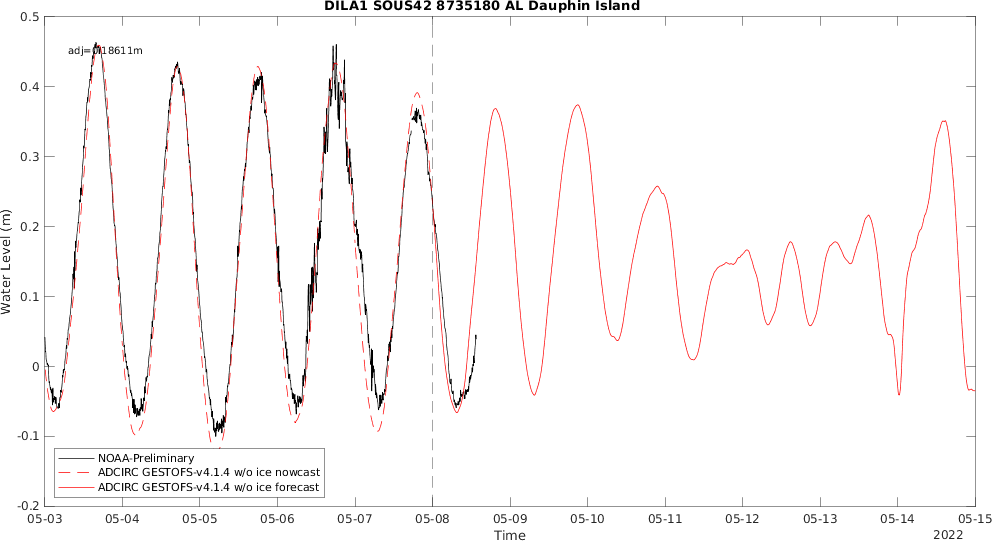 DILA1 SOUS42 8735180 AL Dauphin Island
0.5
adj=0.18611m
0.4
0.3
0.2
0.1
0
-0.1
-0.2
Water Level (m)
NOAA-Preliminary
ADCIRC GESTOFS-v4.1.4 w/o ice nowcast
ADCIRC GESTOFS-v4.1.4 w/o ice forecast
05-03 05-04 05-05 05-06 05-07 05-08 05-09 05-10 05-11 05-12 05-13 05-14 05-15
Time
2022